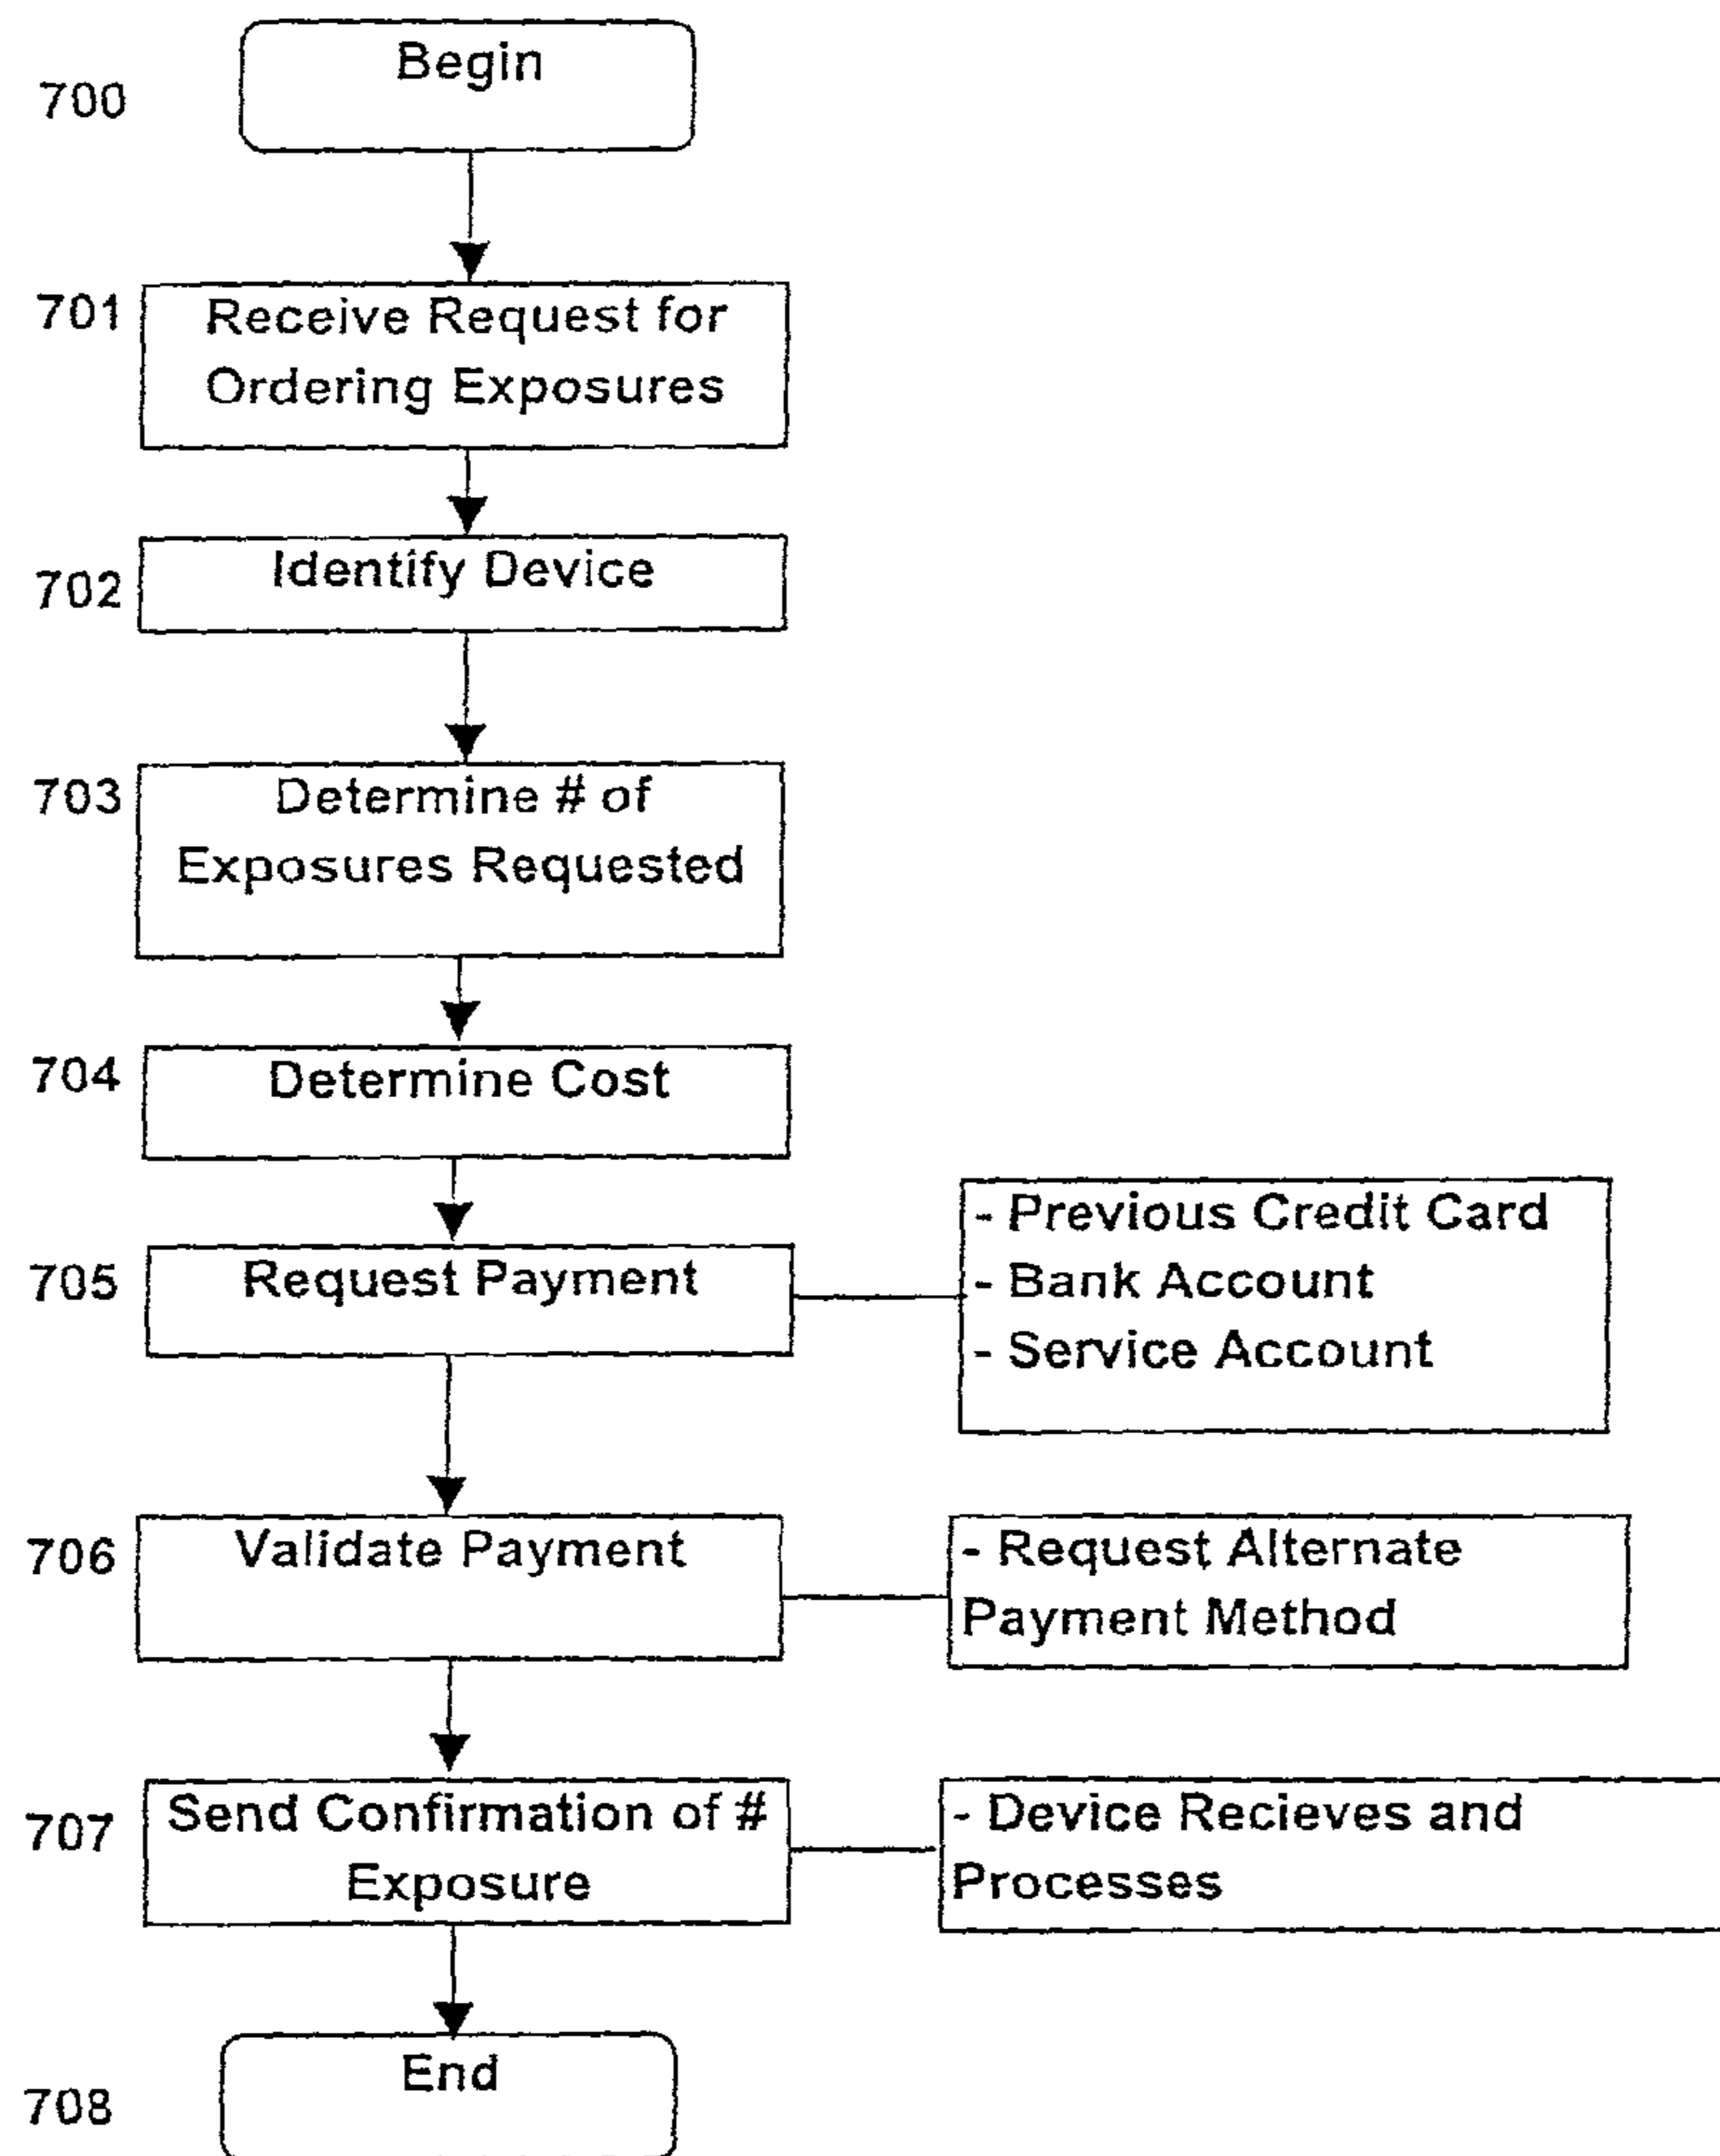 Begin
700
701
Receive Request for
Ordering Exposures
702
Identify Device
703
Determine # of
Exposures Requested
704
Determine Cost
705
Request Payment
- Previous Credit Card
- Bank Account
- Service Account
706
Validate Payment
- Request Alternate
Payment Method
707
Send Confirmation of #
Exposure
- Device Recieves and
Processes
End
708